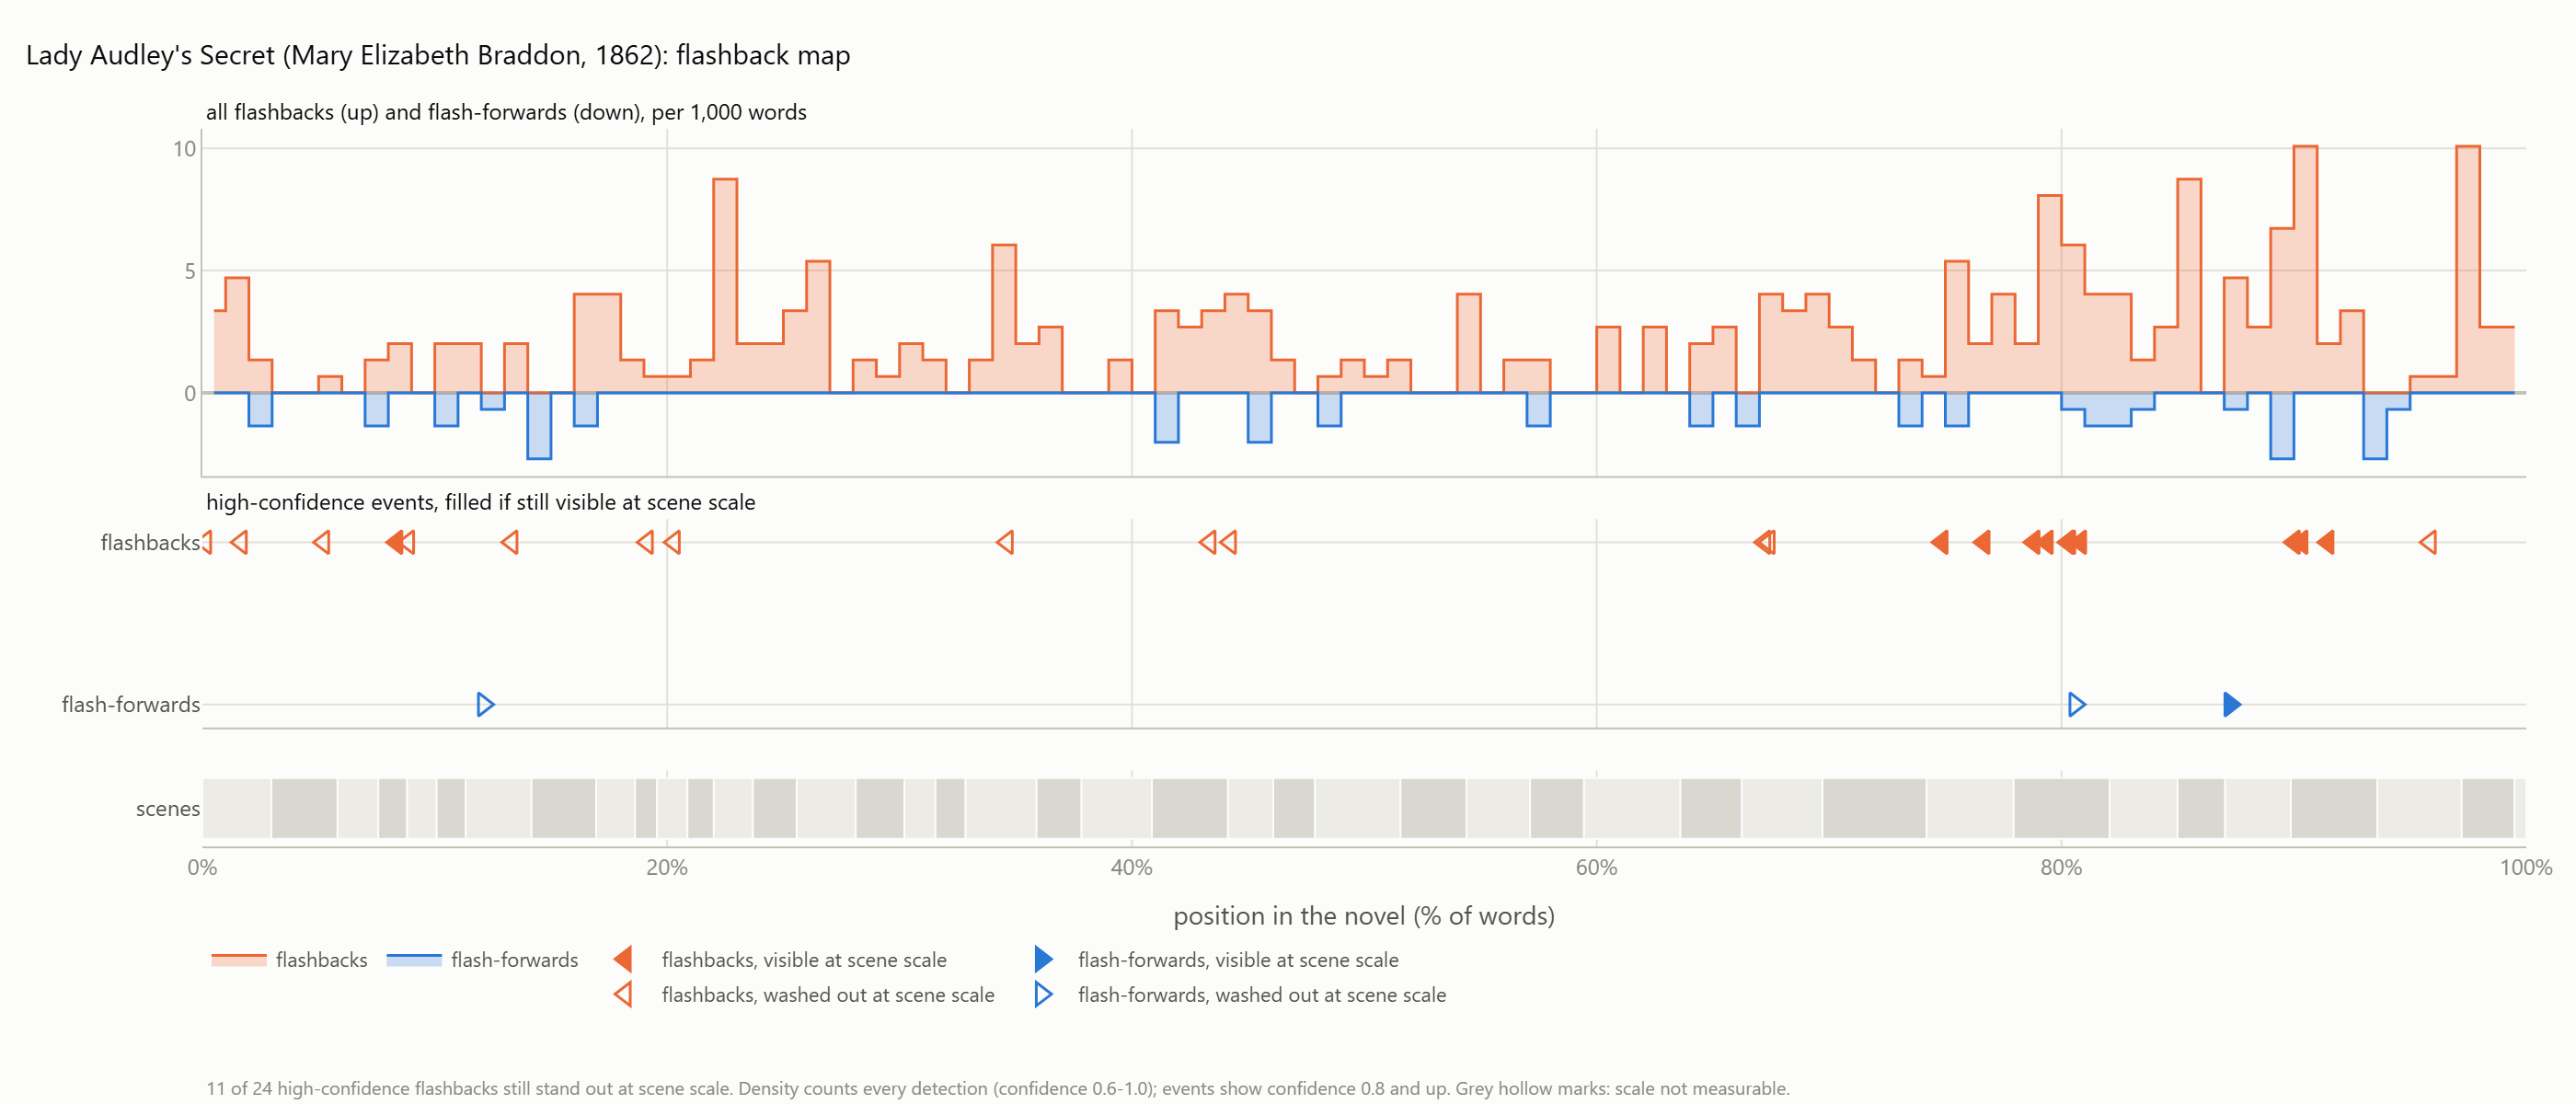 Lady Audley's Secret (Mary Elizabeth Braddon, 1862): flashback map
all flashbacks (up) and flash-forwards (down), per 1,000 words
10
5
0
high-confidence events, filled if still visible at scene scale
flashbacks
flash-forwards
scenes
0% 20% 40% 60% 80% 100%
position in the novel (% of words)
flashbacks flash-forwards flashbacks, visible at scene scale flash-forwards, visible at scene scale
flashbacks, washed out at scene scale flash-forwards, washed out at scene scale
11 of 24 high-confidence flashbacks still stand out at scene scale. Density counts every detection (confidence 0.6-1.0); events show confidence 0.8 and up. Grey hollow marks: scale not measurable.